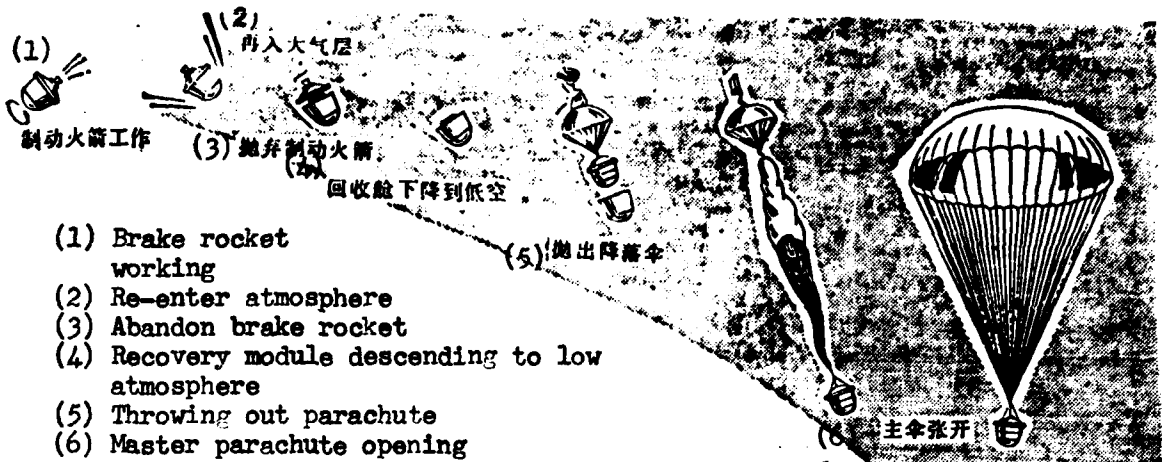 (2)
(1)
再入大气层
制动火箭工作
(3) 抛弃制动火箭
(4)
回收舱下降到低空
(5) 抛出降落伞
(6) 主伞张开
(1) Brake rocket
working
(2) Re-enter atmosphere
(3) Abandon brake rocket
(4) Recovery module descending to low
atmosphere
(5) Throwing out parachute
(6) Master parachute opening